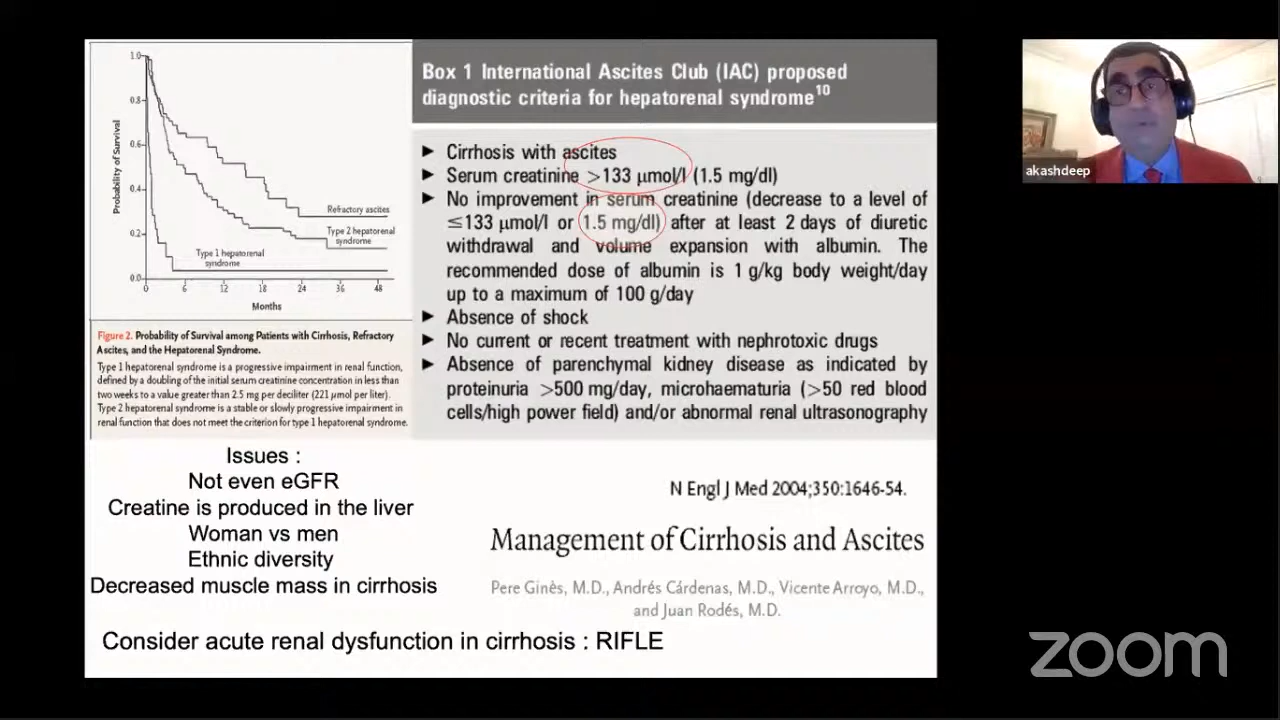 1.0
0.8
0.6
0.4
0.2
0.0
0
6
12
18
24
36
48
Probability of Survival
Months
Refractory ascites
Type 2 hepatorenal
syndrome
Type 1 hepatorenal
syndrome
Figure 2. Probability of Survival among Patients with Cirrhosis, Refractory
Ascites, and the Hepatorenal Syndrome.
Type 1 hepatorenal syndrome is a progressive impairment in renal function,
defined by a doubling of the initial serum creatinine concentration in less than
two weeks to a value greater than 2.5 mg per deciliter (221 μmol per liter).
Type 2 hepatorenal syndrome is a stable or slowly progressive impairment in
renal function that does not meet the criterion for type 1 hepatorenal syndrome.
Box 1 International Ascites Club (IAC) proposed
diagnostic criteria for hepatorenal syndrome10
► Cirrhosis with ascites
► Serum creatinine >133 μmol/l (1.5 mg/dl)
► No improvement in serum creatinine (decrease to a level of
≤133 μmol/l or 1.5 mg/dl) after at least 2 days of diuretic
withdrawal and volume expansion with albumin. The
recommended dose of albumin is 1 g/kg body weight/day
up to a maximum of 100 g/day
► Absence of shock
► No current or recent treatment with nephrotoxic drugs
► Absence of parenchymal kidney disease as indicated by
proteinuria >500 mg/day, microhaematuria (>50 red blood
cells/high power field) and/or abnormal renal ultrasonography
Issues :
Not even eGFR
Creatine is produced in the liver
Woman vs men
Ethnic diversity
Decreased muscle mass in cirrhosis
N Engl J Med 2004;350:1646-54.
Management of Cirrhosis and Ascites
Pere Ginès, M.D., Andrés Cárdenas, M.D., Vicente Arroyo, M.D.,
and Juan Rodés, M.D.
Consider acute renal dysfunction in cirrhosis : RIFLE
akashdeep
zoom